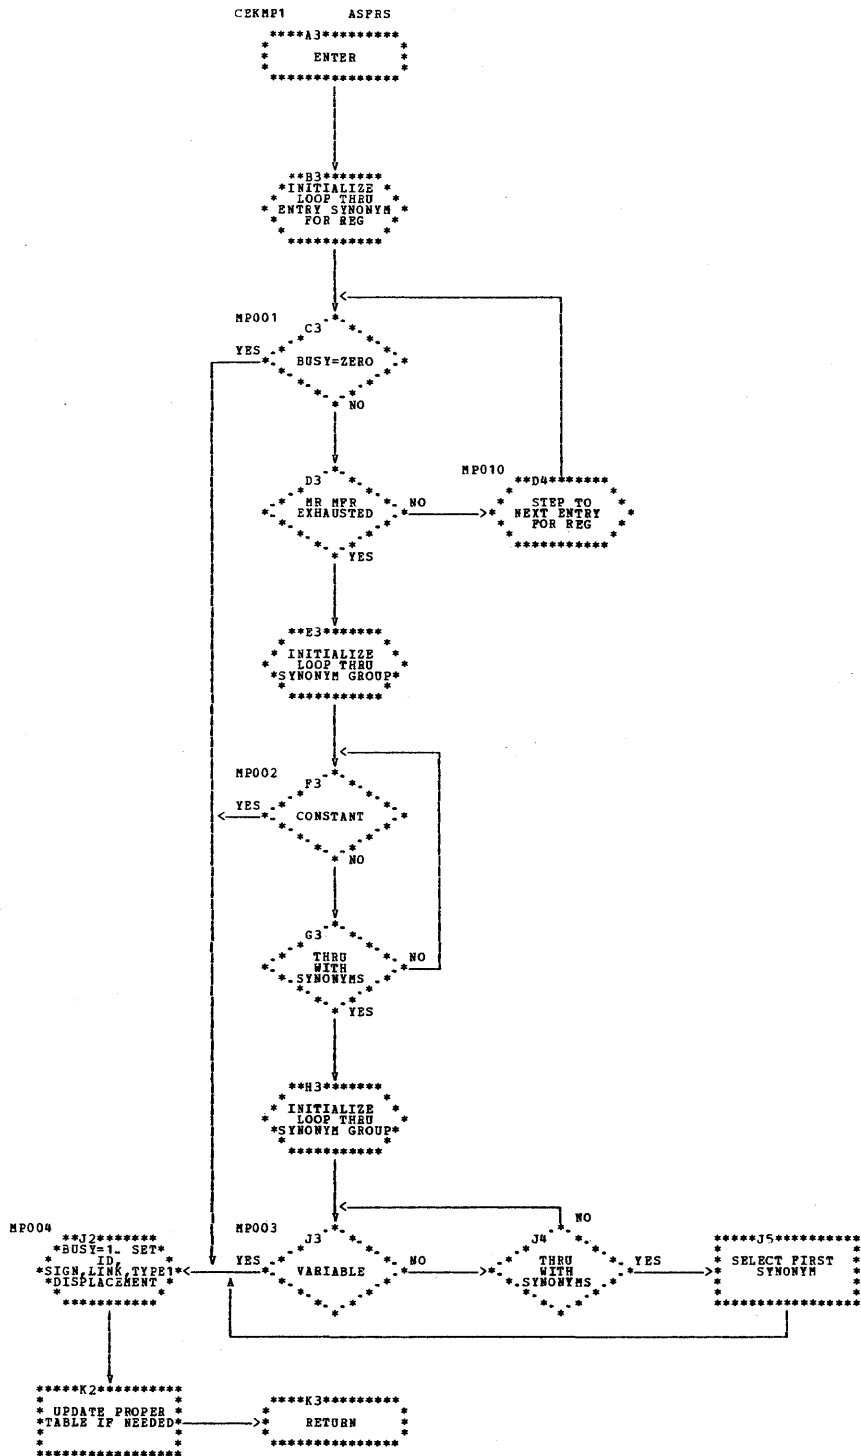 CEKMP1 ASFRS
A3
ENTER
B3
INITIALIZE
LOOP THRU
ENTRY SYNONYM
FOR REG
MP001
C3
YES
BUSY=ZERO
NO
MP010
D3
MR MFR
EXHAUSTED
NO
YES
D4
STEP TO
NEXT ENTRY
FOR REG
E3
INITIALIZE
LOOP THRU
SYNONYM GROUP
MP002
F3
YES
CONSTANT
NO
G3
THRU
WITH
SYNONYMS
NO
YES
H3
INITIALIZE
LOOP THRU
SYNONYM GROUP
MP004
J2
BUSY=1. SET
ID,
SIGN,LINK,TYPE1
DISPLACEMENT
MP003
J3
YES
VARIABLE
NO
A
J4
NO
THRU
WITH
SYNONYMS
YES
J5
SELECT FIRST
SYNONYM
K2
UPDATE PROPER
TABLE IF NEEDED
K3
RETURN